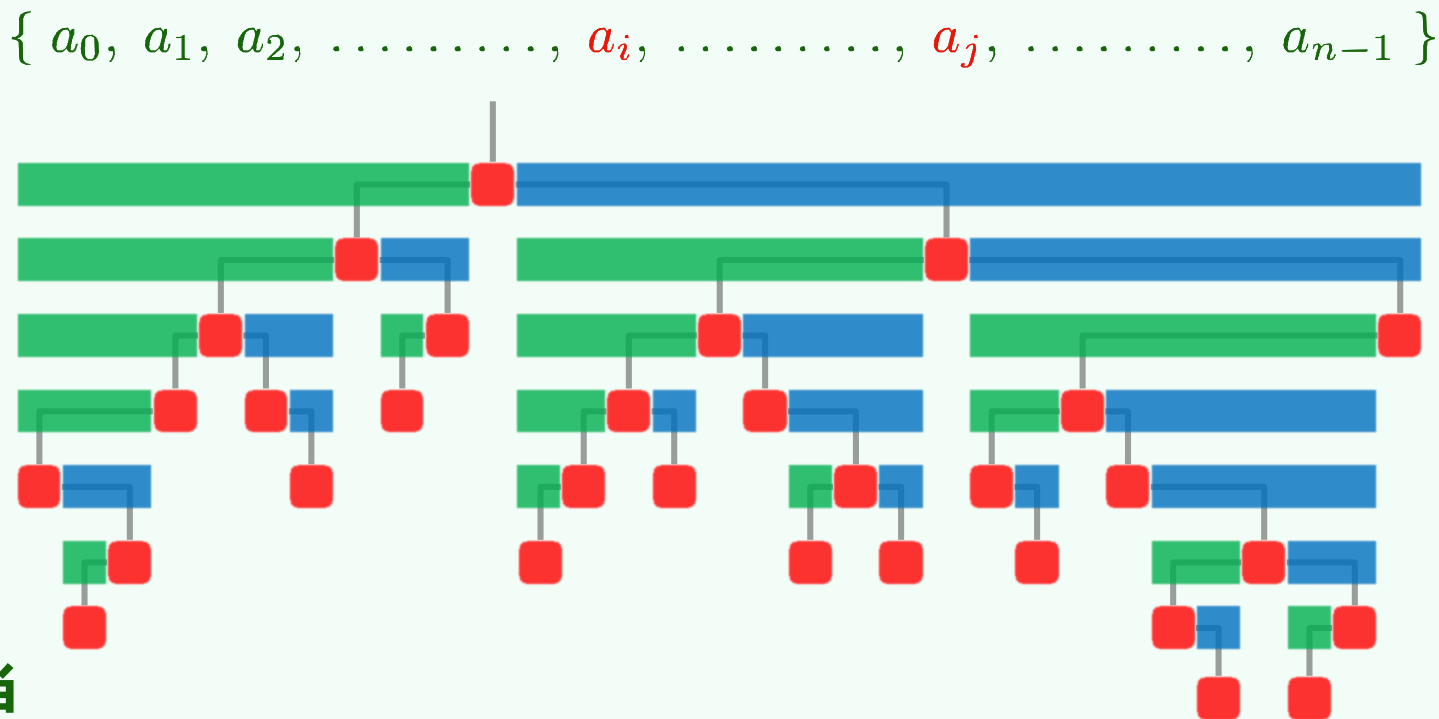 { a₀, a₁, a₂, ........., aᵢ, ........., aⱼ, ........., aₙ₋₁ }